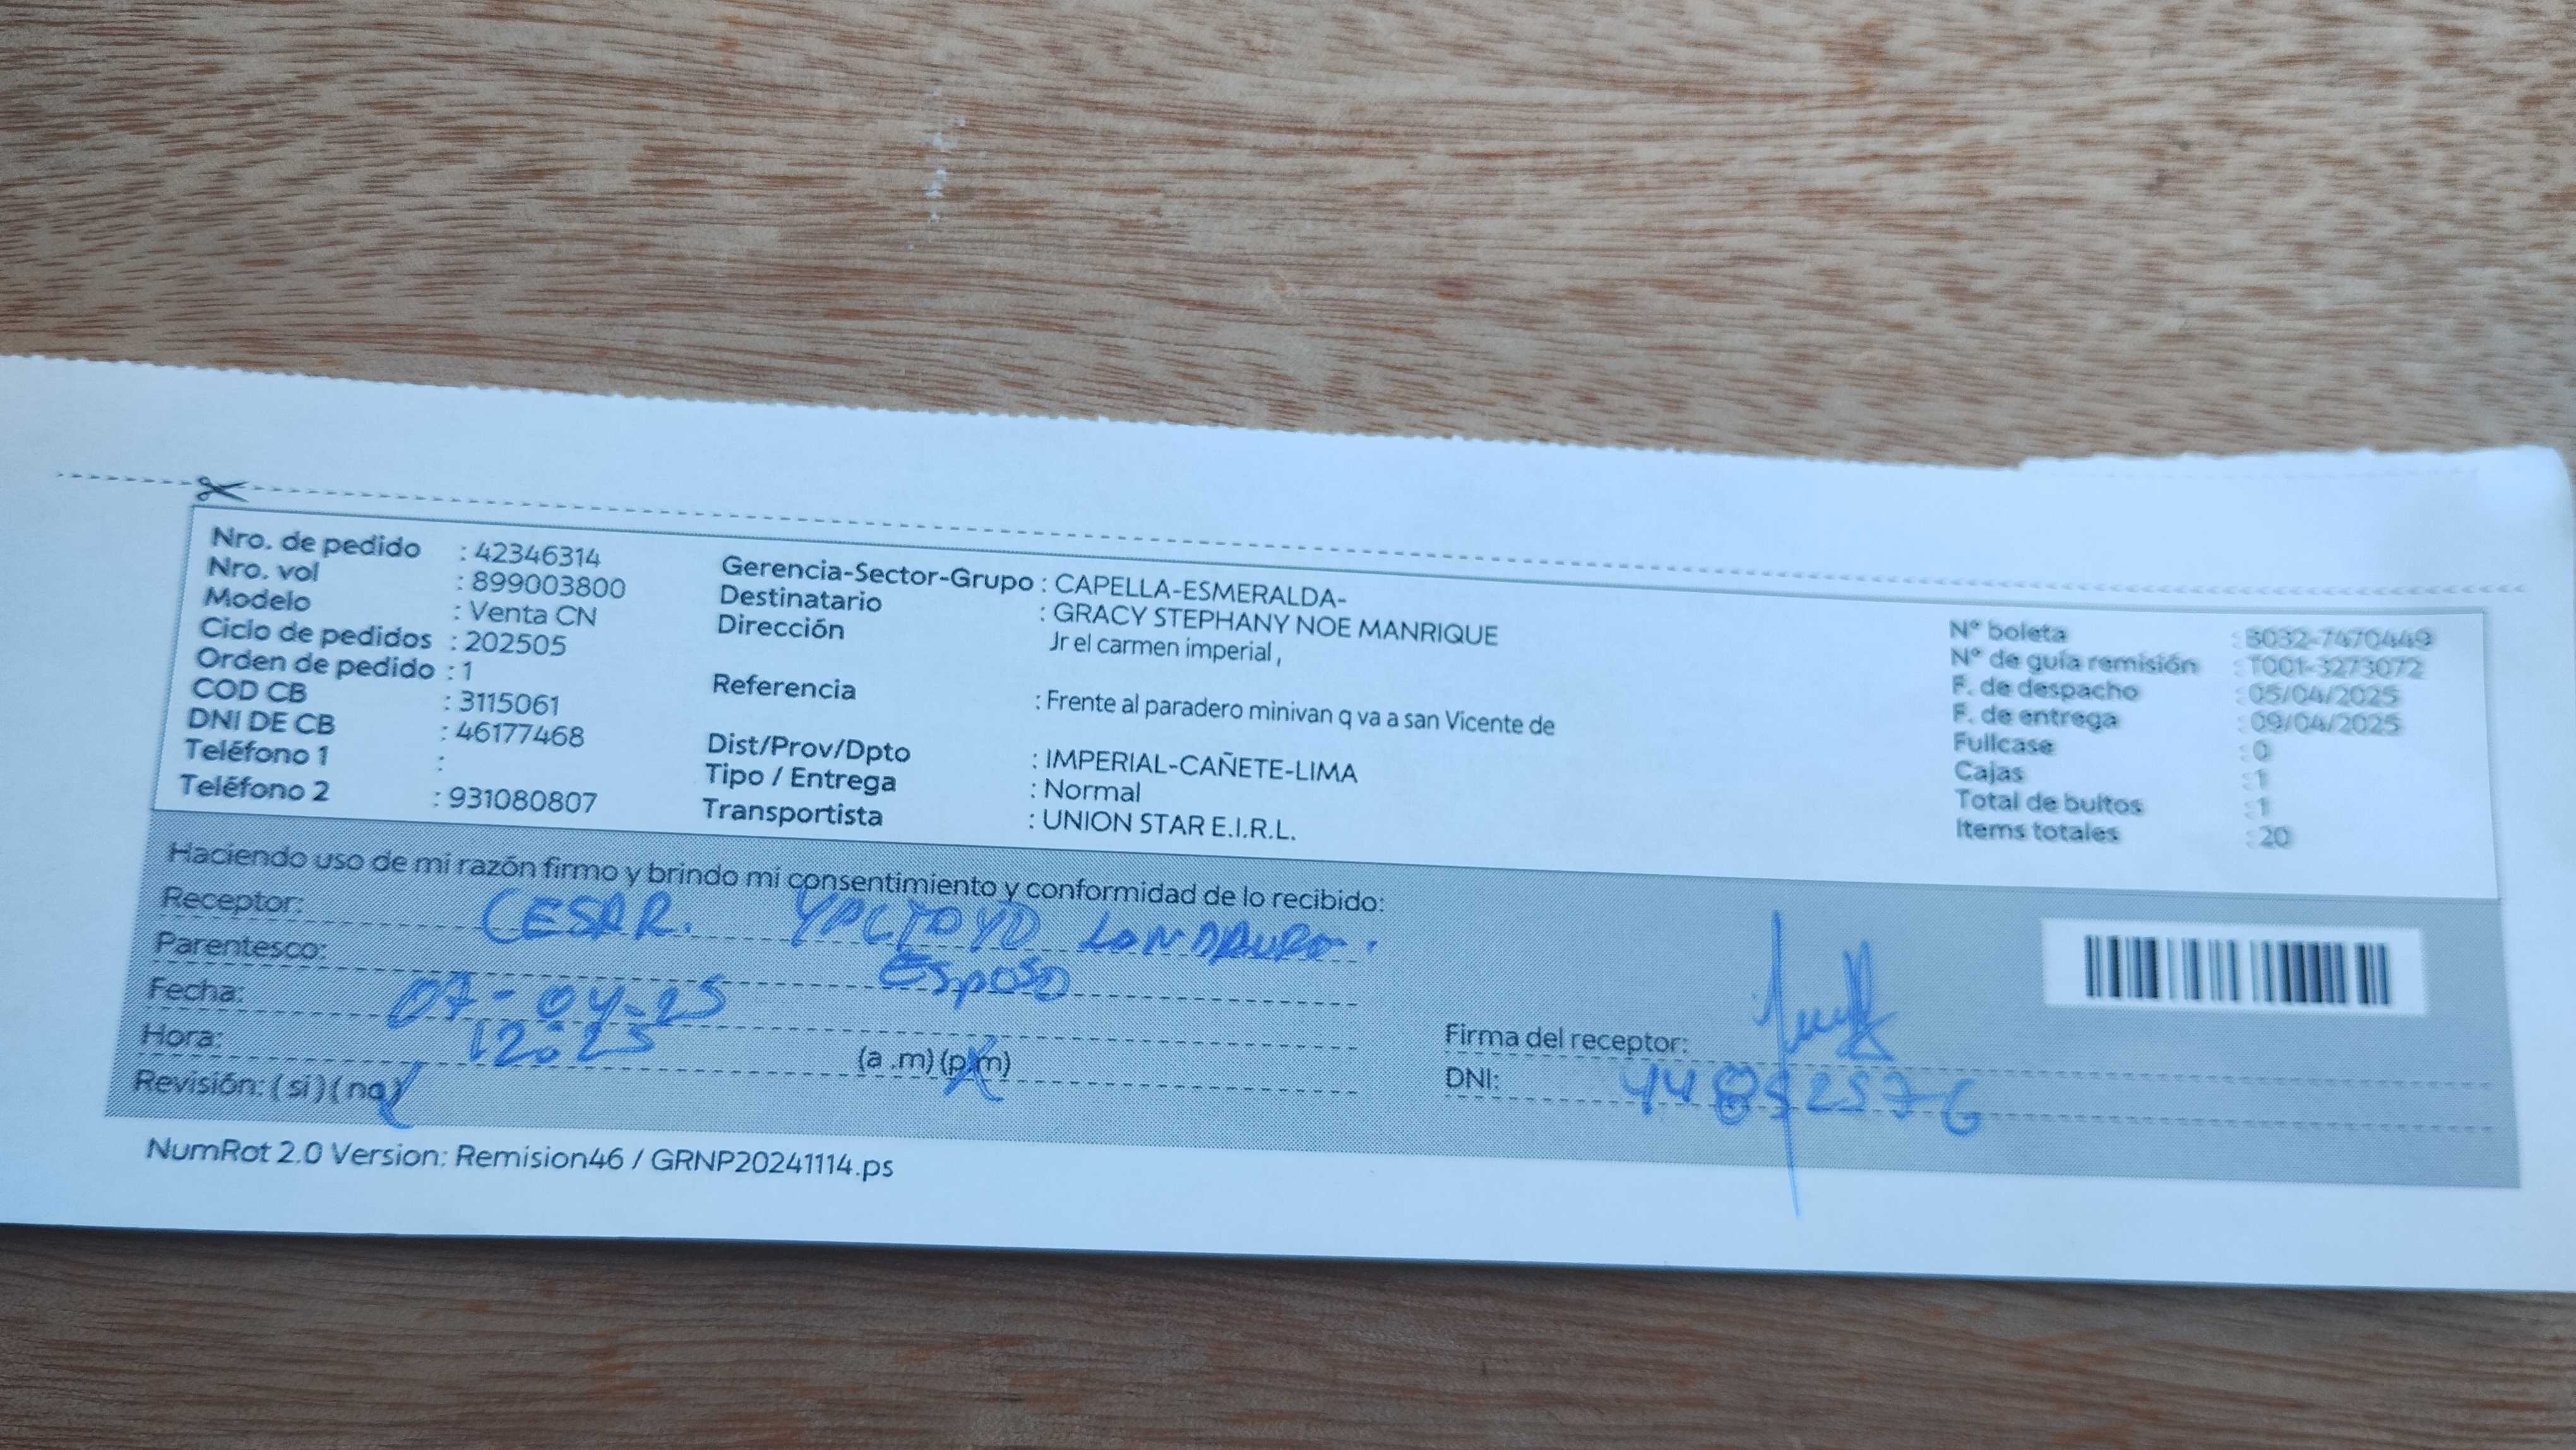 Nro. de pedido : 42346314
Nro. vol : 899003800
Modelo : Venta CN
Ciclo de pedidos : 202505
Orden de pedido : 1
COD CB : 3115061
DNI DE CB : 46177468
Teléfono 1 :
Teléfono 2 : 931080807
Gerencia-Sector-Grupo : CAPELLA-ESMERALDA-
Destinatario : GRACY STEPHANY NOE MANRIQUE
Dirección Jr el carmen imperial ,
Referencia : Frente al paradero minivan q va a san Vicente de
Dist/Prov/Dpto : IMPERIAL-CAÑETE-LIMA
Tipo / Entrega : Normal
Transportista : UNION STAR E.I.R.L.
N° boleta : B032-7470449
N° de guía remisión : T001-3273072
F. de despacho : 05/04/2025
F. de entrega : 09/04/2025
Fullcase : 0
Cajas : 1
Total de bultos : 1
Items totales : 20
Haciendo uso de mi razón firmo y brindo mi consentimiento y conformidad de lo recibido:
Receptor: CESAR. YACTAYO
Parentesco: ESPOSO
Fecha: 07-04-25
Hora: 12:25 (a .m) (p.m)
Revisión: ( si ) ( no )
Firma del receptor:
DNI:
NumRot 2.0 Version: Remision46 / GRNP20241114.ps